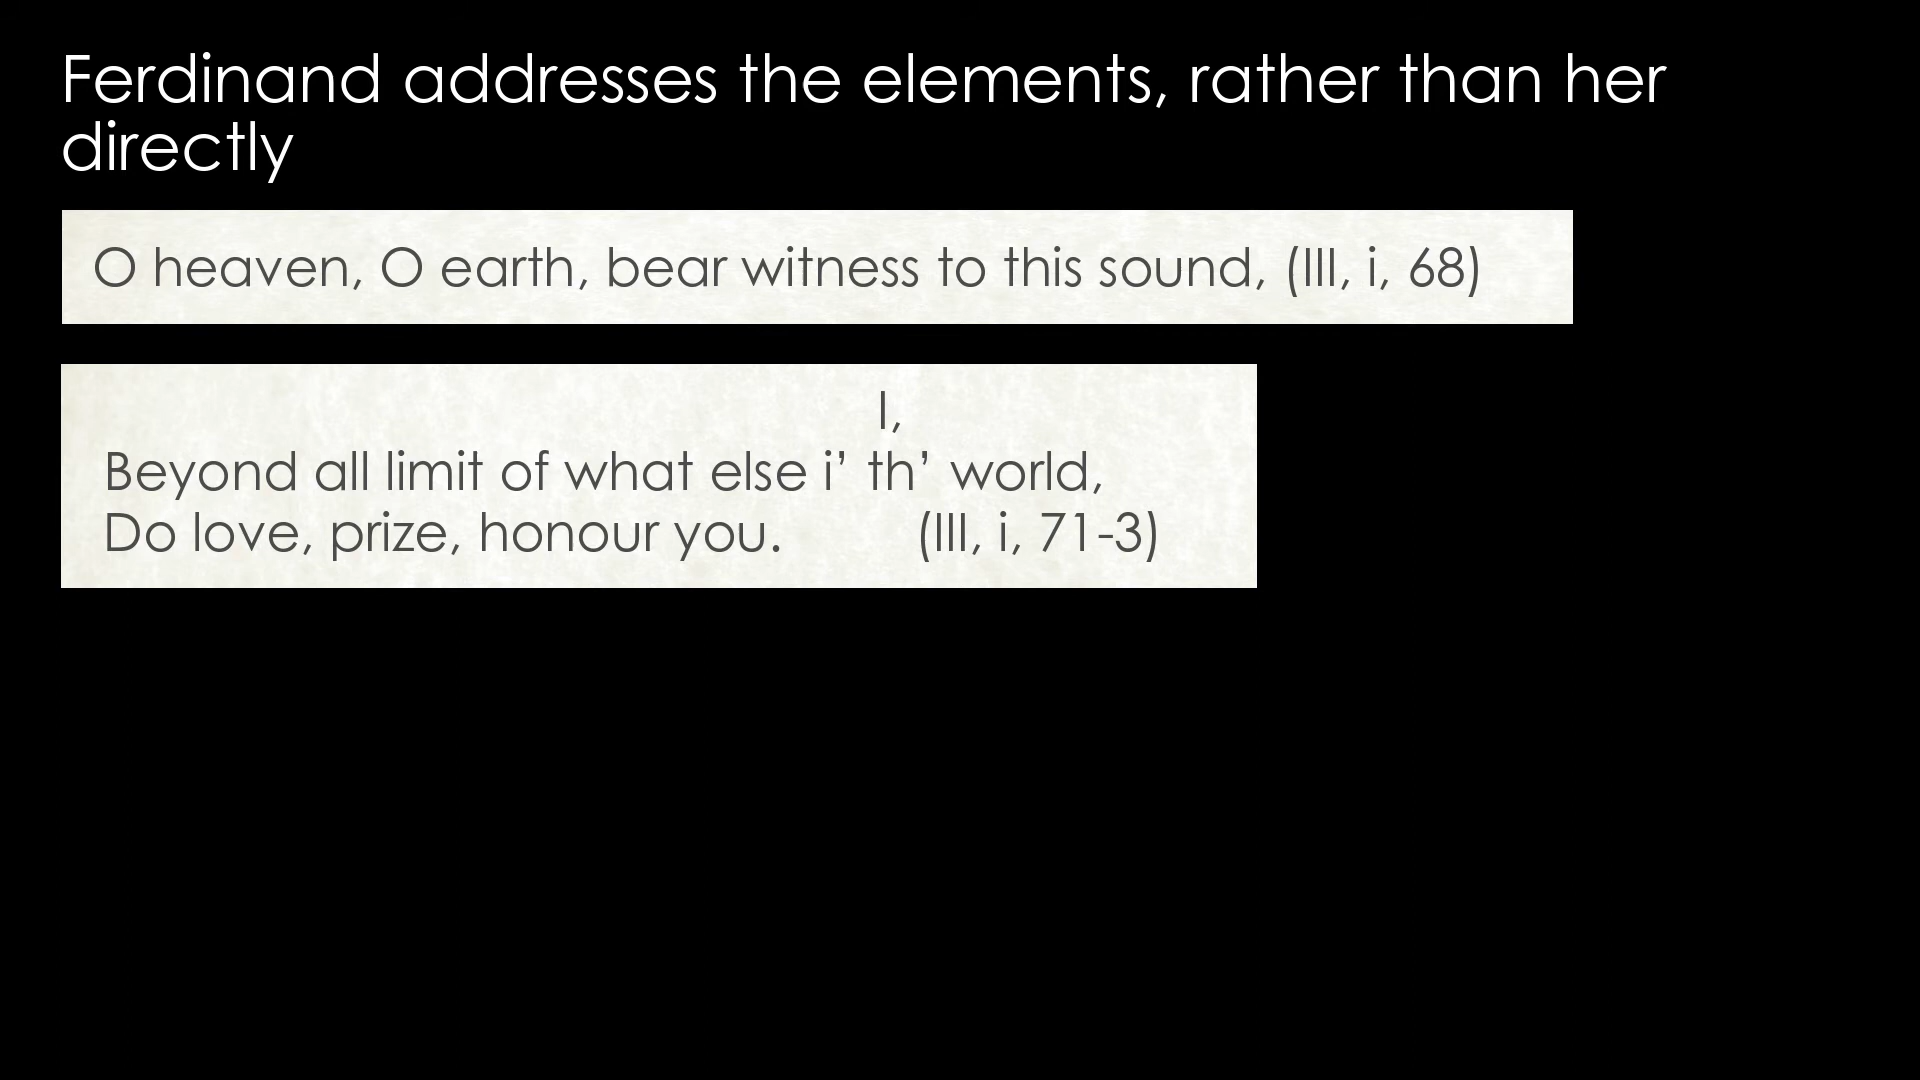 Ferdinand addresses the elements, rather than her
directly
O heaven, O earth, bear witness to this sound, (III, i, 68)
I,
Beyond all limit of what else i’ th’ world,
Do love, prize, honour you. (III, i, 71-3)